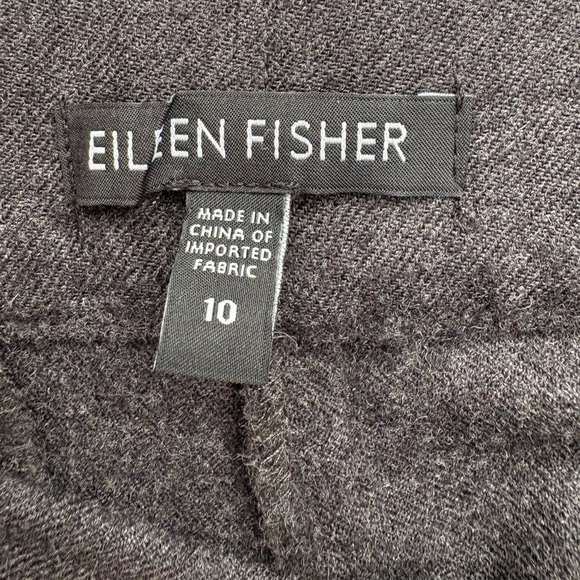 EILEEN FISHER
MADE IN
CHINA OF
IMPORTED
FABRIC
10